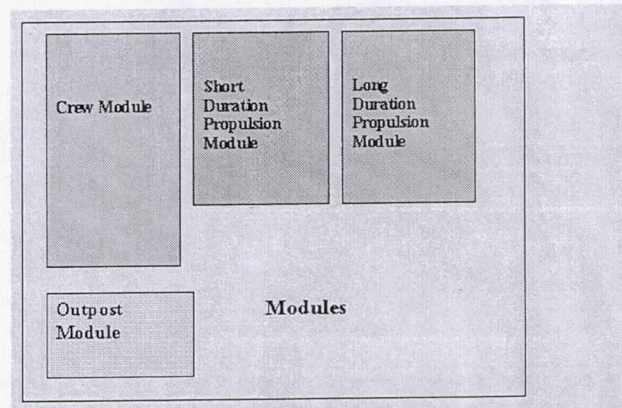 Crew Module
Short
Duration
Propulsion
Module
Long
Duration
Propulsion
Module
Outpost
Module
Modules